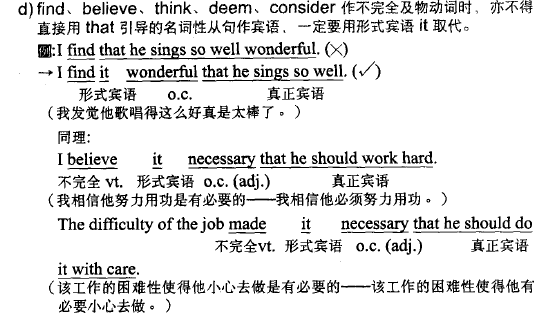 d) find、believe、think、deem、consider 作不完全及物动词时，亦不得
直接用 that 引导的名词性从句作宾语，一定要用形式宾语 it 取代。
例:I find that he sings so well wonderful. (×)
→ I find it wonderful that he sings so well. (✓)
形式宾语 o.c. 真正宾语
（我发觉他歌唱得这么好真是太棒了。）
同理:
I believe it necessary that he should work hard.
不完全 vt. 形式宾语 o.c. (adj.) 真正宾语
（我相信他努力用功是有必要的——我相信他必须努力用功。）
The difficulty of the job made it necessary that he should do
不完全vt. 形式宾语 o.c. (adj.) 真正宾语
it with care.
（该工作的困难性使得他小心去做是有必要的——该工作的困难性使得他有
必要小心去做。）